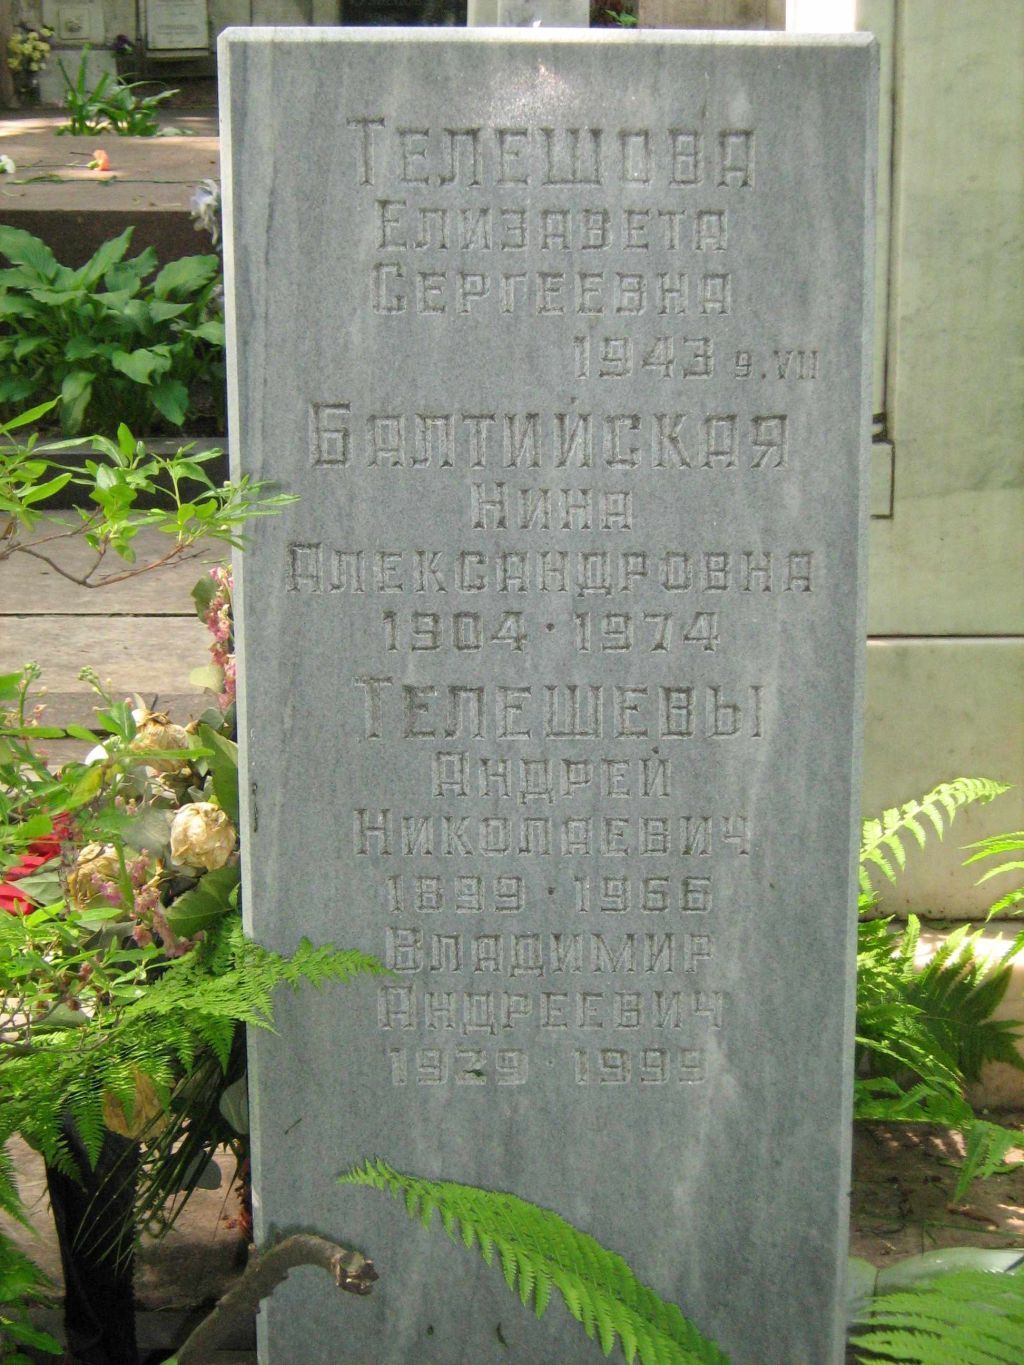 Телешова
Елизавета
Сергеевна
1943 9.VII
Балтийская
Нина
Александровна
1904 · 1974
Телешевы
Андрей
Николаевич
1899 · 1966
Владимир
Андреевич
1929 · 1999